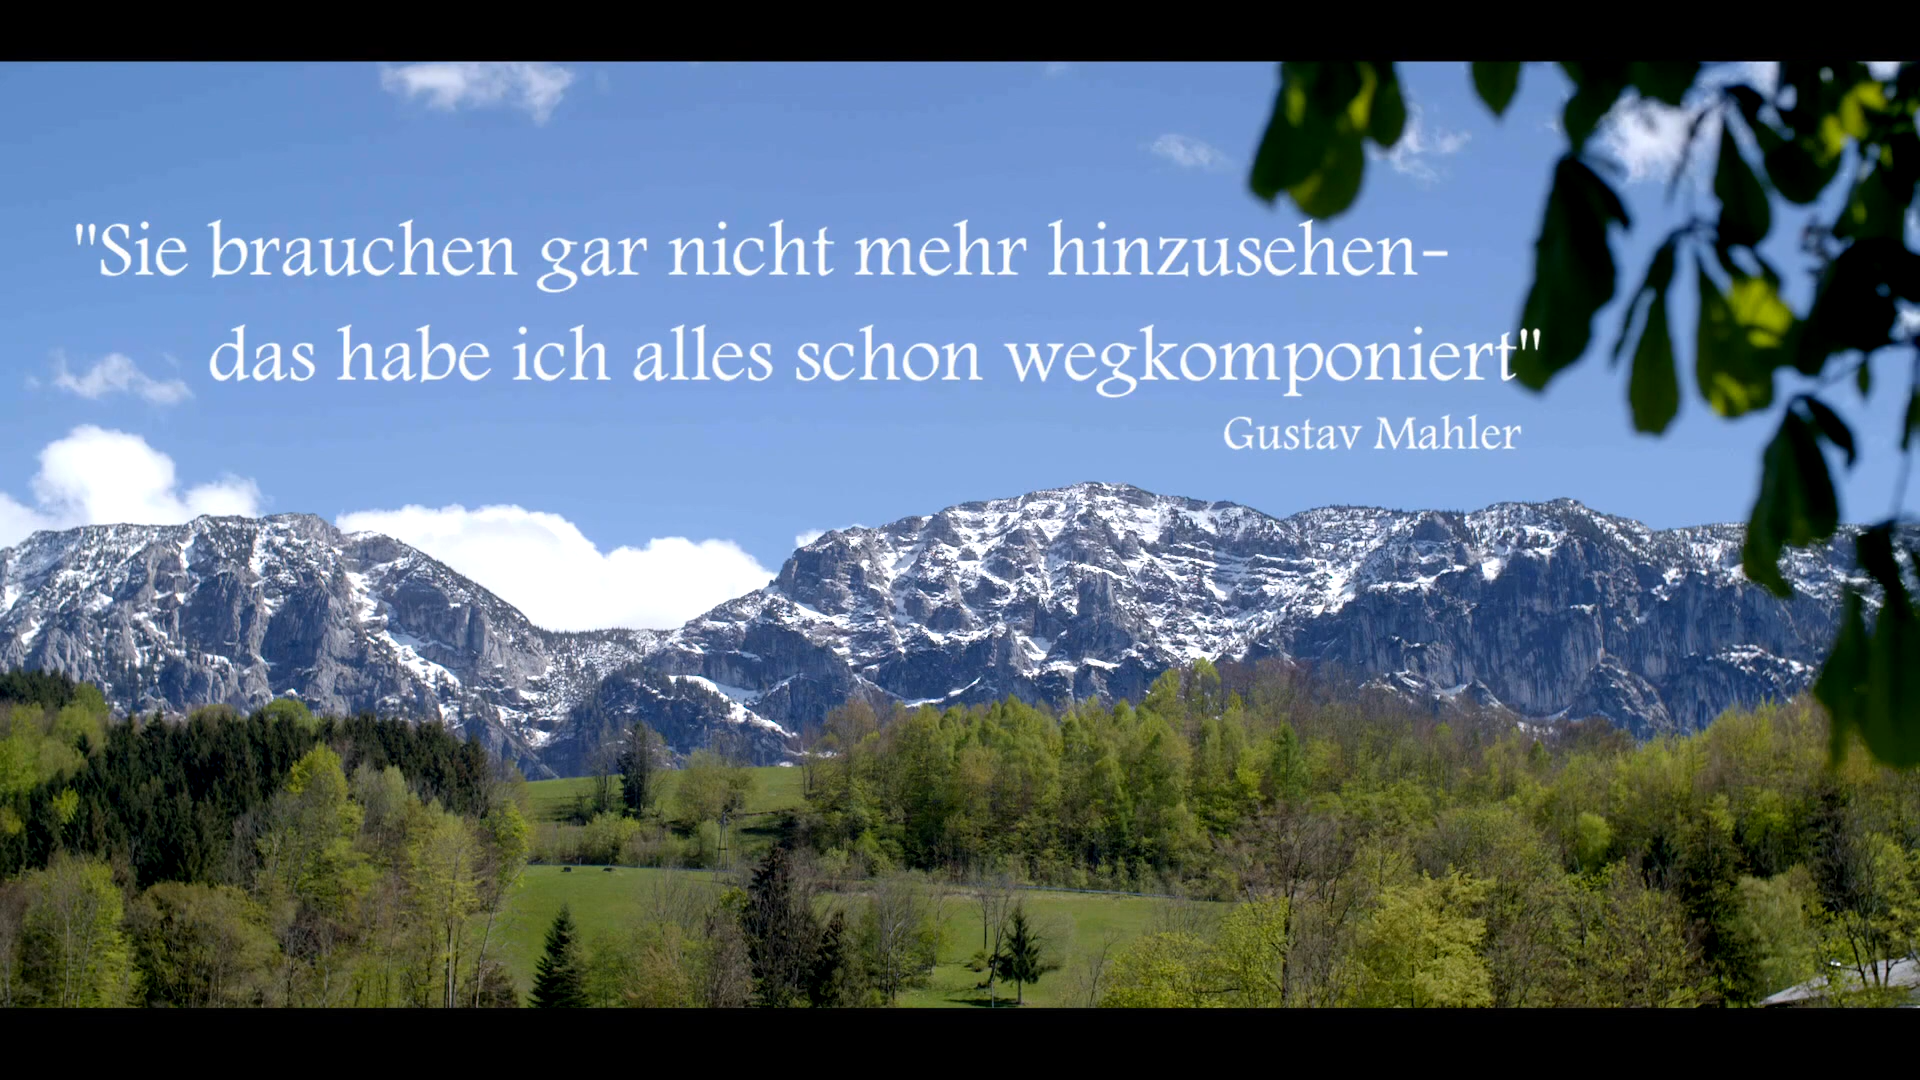 "Sie brauchen gar nicht mehr hinzusehen-
das habe ich alles schon wegkomponiert"
Gustav Mahler